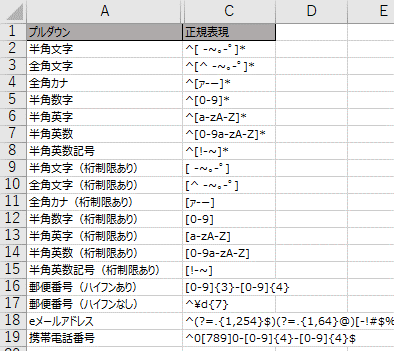 A C D E
1 プルダウン 正規表現
2 半角文字 ^[ -~｡-ﾟ]*
3 全角文字 ^[^ -~｡-ﾟ]*
4 全角カナ ^[ァ-ー]*
5 半角数字 ^[0-9]*
6 半角英字 ^[a-zA-Z]*
7 半角英数 ^[0-9a-zA-Z]*
8 半角英数記号 ^[!-~]*
9 半角文字（桁制限あり） [ -~｡-ﾟ]
10 全角文字（桁制限あり） [^ -~｡-ﾟ]
11 全角カナ（桁制限あり） [ァ-ー]
12 半角数字（桁制限あり） [0-9]
13 半角英字（桁制限あり） [a-zA-Z]
14 半角英数（桁制限あり） [0-9a-zA-Z]
15 半角英数記号（桁制限あり） [!-~]
16 郵便番号（ハイフンあり） [0-9]{3}-[0-9]{4}
17 郵便番号（ハイフンなし） ^¥d{7}
18 eメールアドレス ^(?=.{1,254}$)(?=.{1,64}@)[-!#$%
19 携帯電話番号 ^0[789]0-[0-9]{4}-[0-9]{4}$